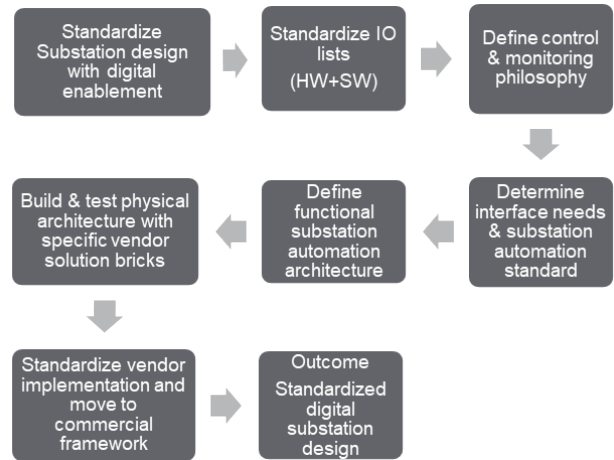 Standardize
Substation design
with digital
enablement
Standardize IO
lists
(HW+SW)
Define control
& monitoring
philosophy
Determine
interface needs
& substation
automation
standard
Define
functional
substation
automation
architecture
Build & test physical
architecture with
specific vendor
solution bricks
Standardize vendor
implementation and
move to
commercial
framework
Outcome
Standardized
digital
substation
design